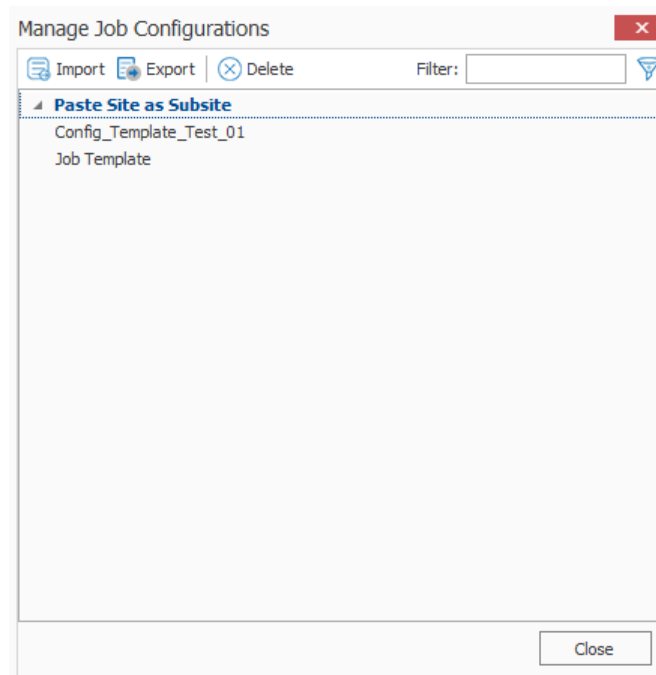 Manage Job Configurations
Import Export Delete Filter:
Paste Site as Subsite
Config_Template_Test_01
Job Template
Close